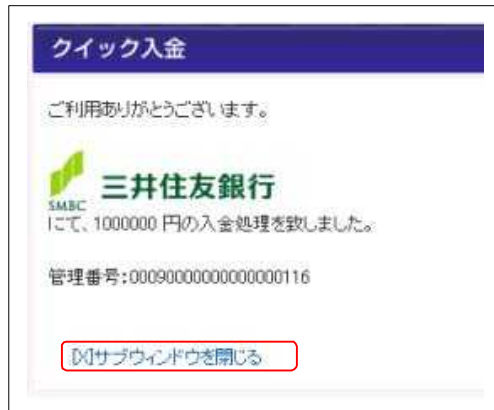 クイック入金
ご利用ありがとうございます。
三井住友銀行
SMBC
にて、1000000 円の入金処理を致しました。
管理番号:00090000000000000116
[X]サブウィンドウを閉じる